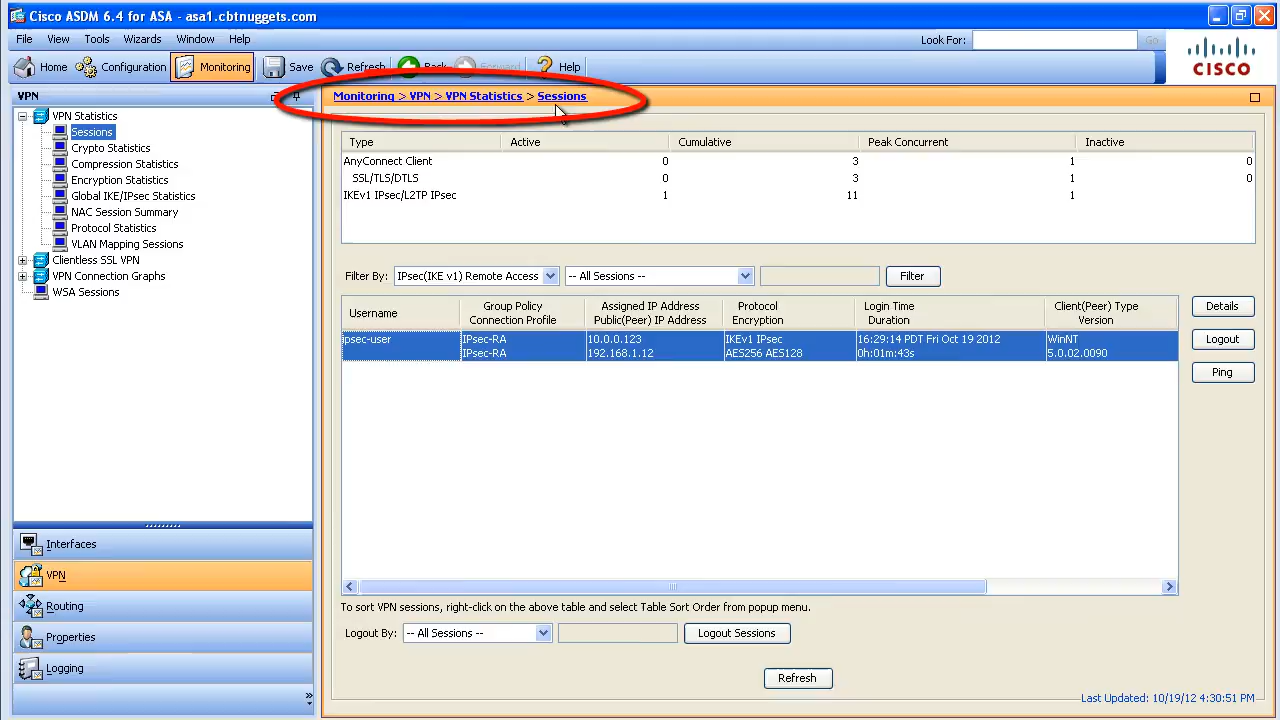 Cisco ASDM 6.4 for ASA - asa1.cbtnuggets.com
File View Tools Wizards Window Help
Look For:
Go
Home Configuration Monitoring Save Refresh Back Forward Help
CISCO
VPN
Monitoring > VPN > VPN Statistics > Sessions
VPN Statistics
Sessions
Crypto Statistics
Compression Statistics
Encryption Statistics
Global IKE/IPsec Statistics
NAC Session Summary
Protocol Statistics
VLAN Mapping Sessions
Clientless SSL VPN
VPN Connection Graphs
WSA Sessions
Interfaces
VPN
Routing
Properties
Logging
Type Active Cumulative Peak Concurrent Inactive
AnyConnect Client 0 3 1 0
SSL/TLS/DTLS 0 3 1 0
IKEv1 IPsec/L2TP IPsec 1 11 1
Filter By: IPsec(IKE v1) Remote Access -- All Sessions -- Filter
Username
Group Policy
Connection Profile
Assigned IP Address
Public(Peer) IP Address
Protocol
Encryption
Login Time
Duration
Client(Peer) Type
Version
ipsec-user IPsec-RA 10.0.0.123 IKEv1 IPsec 16:29:14 PDT Fri Oct 19 2012 WinNT
IPsec-RA 192.168.1.12 AES256 AES128 0h:01m:43s 5.0.02.0090
Details
Logout
Ping
To sort VPN sessions, right-click on the above table and select Table Sort Order from popup menu.
Logout By: -- All Sessions -- Logout Sessions
Refresh
Last Updated: 10/19/12 4:30:51 PM